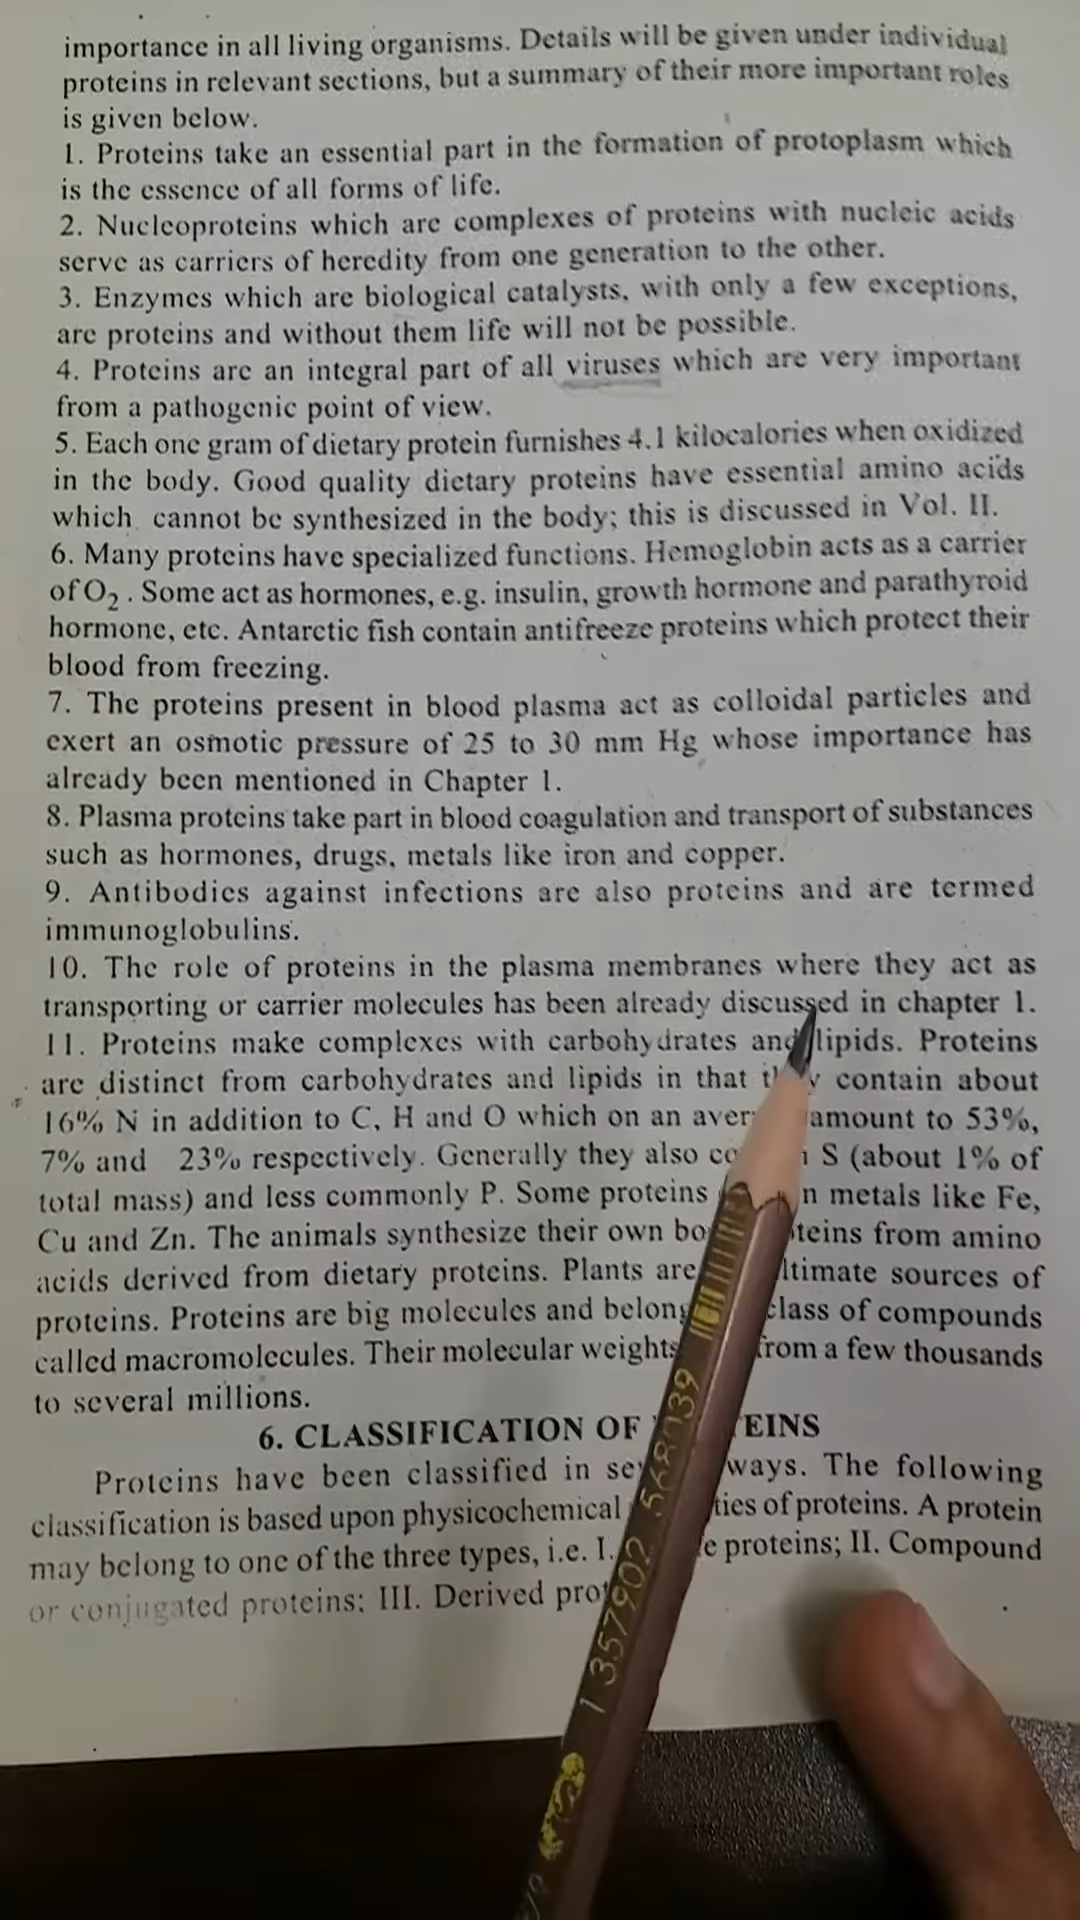 importance in all living organisms. Details will be given under individual
proteins in relevant sections, but a summary of their more important roles
is given below.
1. Proteins take an essential part in the formation of protoplasm which
is the essence of all forms of life.
2. Nucleoproteins which are complexes of proteins with nucleic acids
serve as carriers of heredity from one generation to the other.
3. Enzymes which are biological catalysts, with only a few exceptions,
are proteins and without them life will not be possible.
4. Proteins are an integral part of all viruses which are very important
from a pathogenic point of view.
5. Each one gram of dietary protein furnishes 4.1 kilocalories when oxidized
in the body. Good quality dietary proteins have essential amino acids
which cannot be synthesized in the body; this is discussed in Vol. II.
6. Many proteins have specialized functions. Hemoglobin acts as a carrier
of O₂. Some act as hormones, e.g. insulin, growth hormone and parathyroid
hormone, etc. Antarctic fish contain antifreeze proteins which protect their
blood from freezing.
7. The proteins present in blood plasma act as colloidal particles and
exert an osmotic pressure of 25 to 30 mm Hg whose importance has
already been mentioned in Chapter 1.
8. Plasma proteins take part in blood coagulation and transport of substances
such as hormones, drugs, metals like iron and copper.
9. Antibodies against infections are also proteins and are termed
immunoglobulins.
10. The role of proteins in the plasma membranes where they act as
transporting or carrier molecules has been already discussed in chapter 1.
11. Proteins make complexes with carbohydrates and lipids. Proteins
are distinct from carbohydrates and lipids in that contain about
16% N in addition to C, H and O which on an amount to 53%,
7% and 23% respectively. Generally they also S (about 1% of
total mass) and less commonly P. Some proteins metals like Fe,
Cu and Zn. The animals synthesize their own from amino
acids derived from dietary proteins. Plants are sources of
proteins. Proteins are big molecules and belong class of compounds
called macromolecules. Their molecular weights from a few thousands
to several millions.
6. CLASSIFICATION OF
Proteins have been classified in ways. The following
classification is based upon physicochemical of proteins. A protein
may belong to one of the three types, i.e. I. proteins; II. Compound
or conjugated proteins; III. Derived
1357902 568039